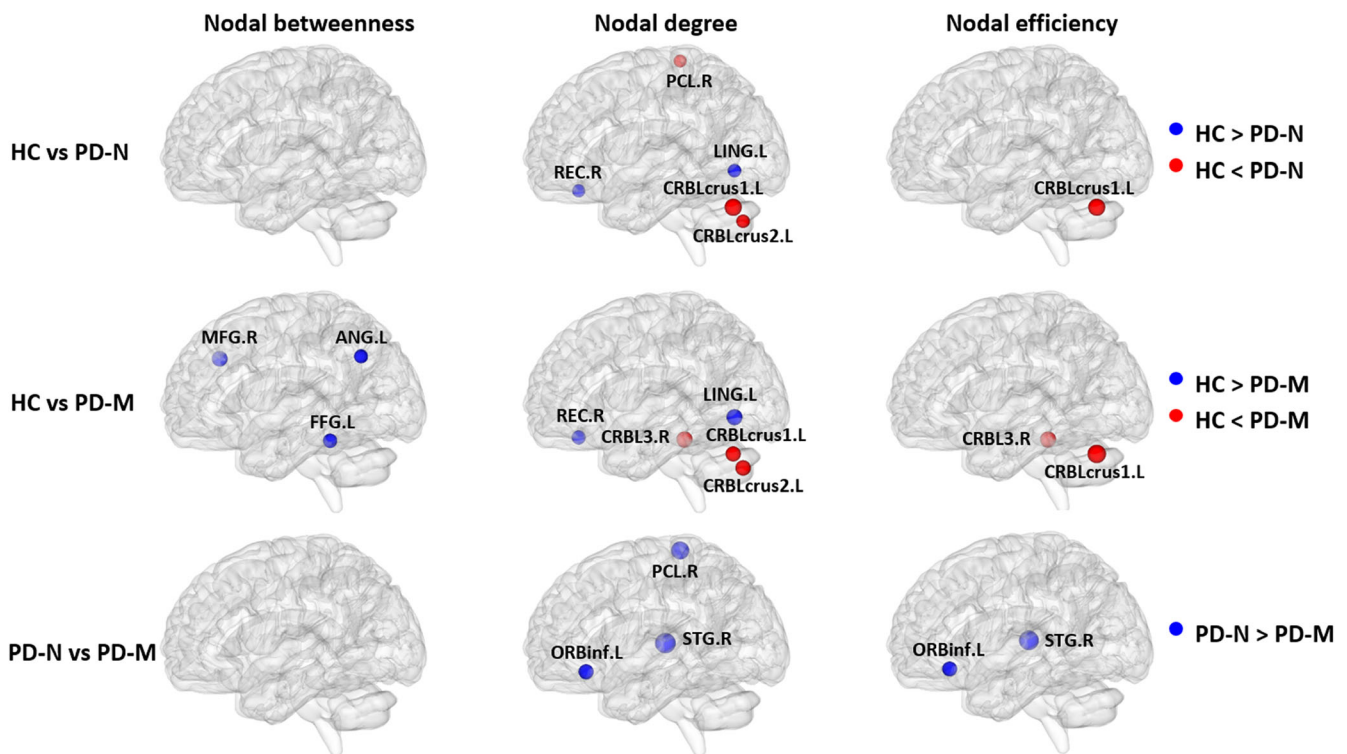 Nodal betweenness
Nodal degree
Nodal efficiency
HC vs PD-N
PCL.R
LING.L
REC.R
CRBLcrus1.L
CRBLcrus2.L
CRBLcrus1.L
HC > PD-N
HC < PD-N
HC vs PD-M
MFG.R
ANG.L
FFG.L
LING.L
REC.R
CRBL3.R
CRBLcrus1.L
CRBLcrus2.L
CRBL3.R
CRBLcrus1.L
HC > PD-M
HC < PD-M
PD-N vs PD-M
PCL.R
STG.R
ORBinf.L
STG.R
ORBinf.L
PD-N > PD-M